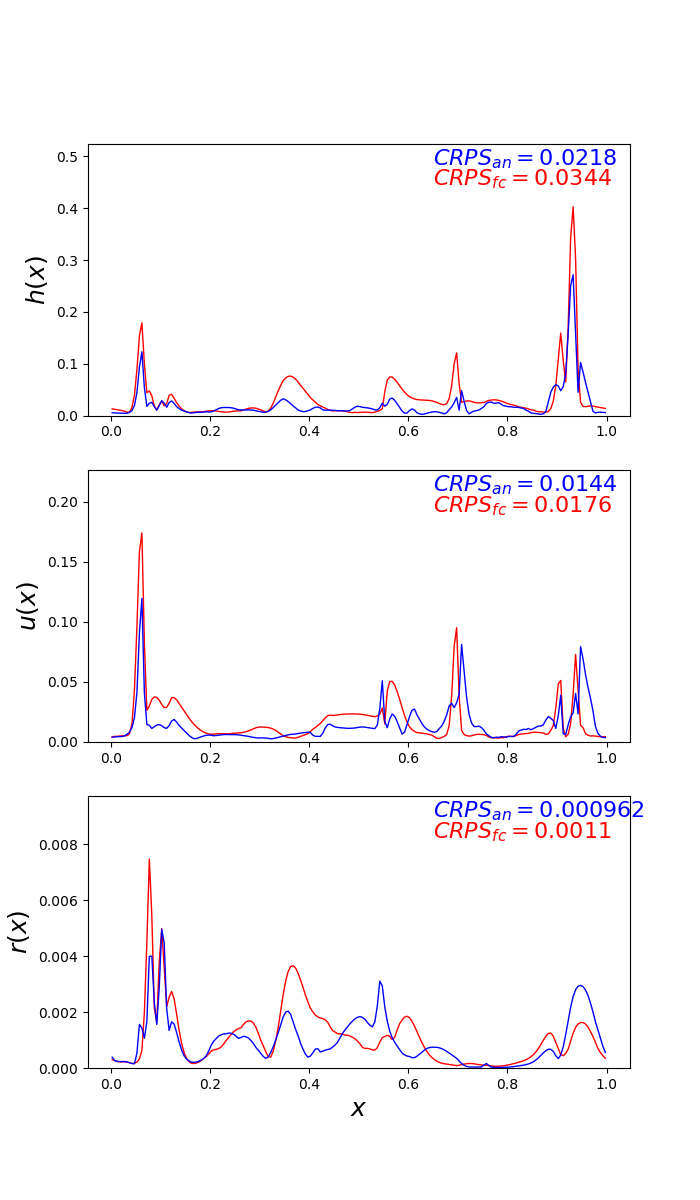 CRPS_an = 0.0218
CRPS_fc = 0.0344
0.5
0.4
0.3
0.2
0.1
0.0
h(x)
0.0 0.2 0.4 0.6 0.8 1.0
CRPS_an = 0.0144
CRPS_fc = 0.0176
0.20
0.15
0.10
0.05
0.00
u(x)
0.0 0.2 0.4 0.6 0.8 1.0
CRPS_an = 0.000962
CRPS_fc = 0.0011
0.008
0.006
0.004
0.002
0.000
r(x)
0.0 0.2 0.4 0.6 0.8 1.0
x